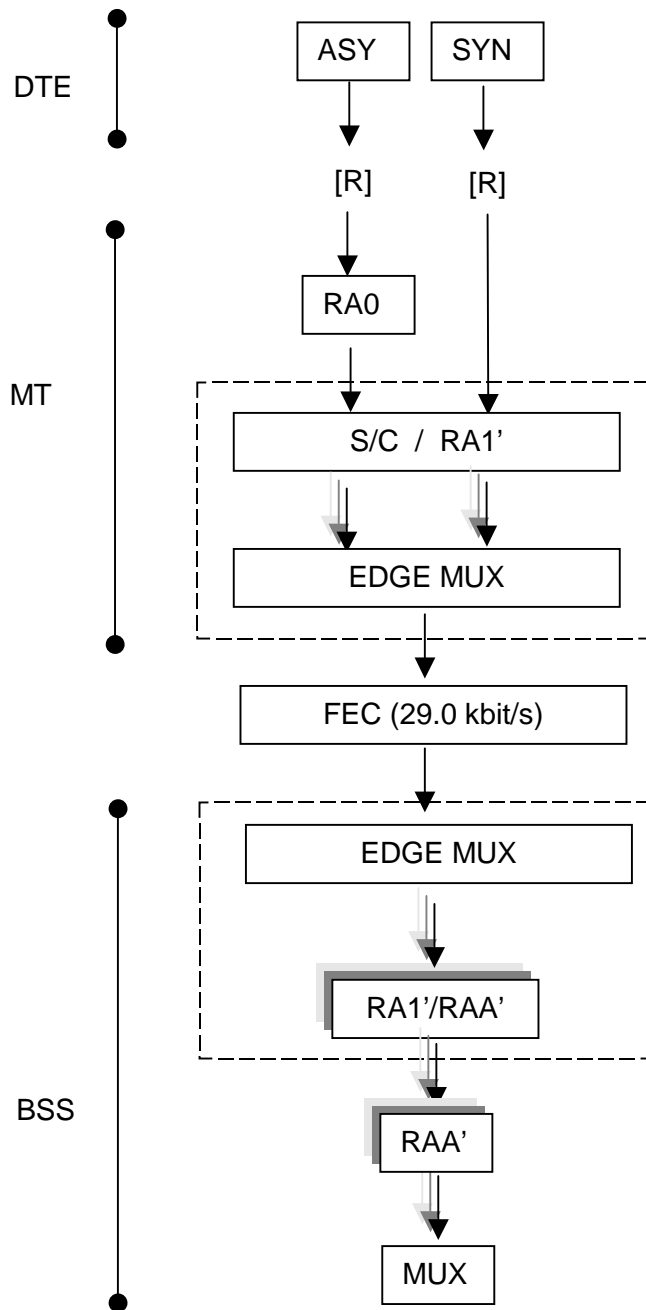 DTE
ASY SYN
[R] [R]
RA0
MT
S/C / RA1’
EDGE MUX
FEC (29.0 kbit/s)
EDGE MUX
RA1’/RAA’
BSS
RAA’
MUX